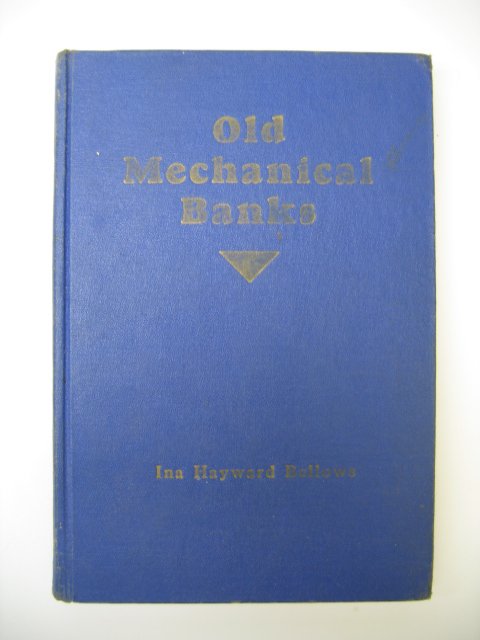 Old
Mechanical
Banks
Ina Hayward Bellows